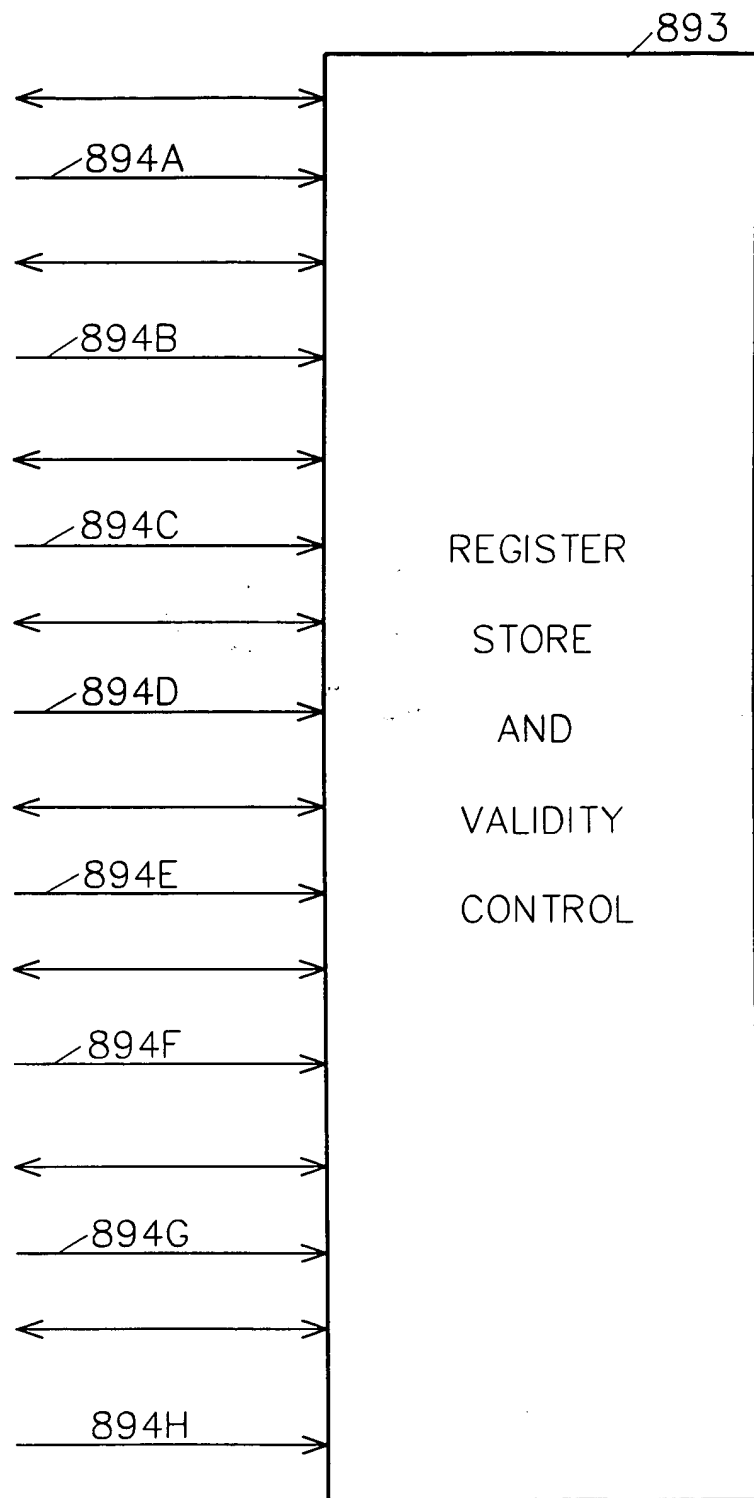 893
894A
894B
894C
894D
894E
894F
894G
894H
REGISTER
STORE
AND
VALIDITY
CONTROL